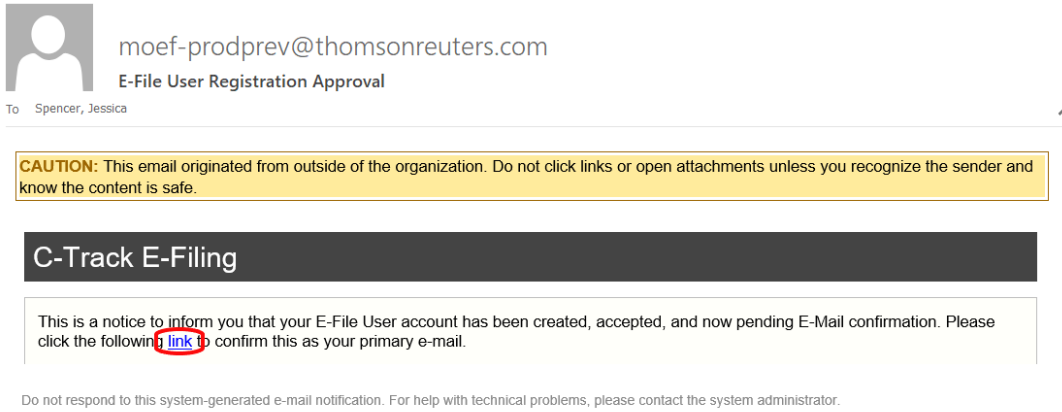 moef-prodprev@thomsonreuters.com
E-File User Registration Approval
To Spencer, Jessica
CAUTION: This email originated from outside of the organization. Do not click links or open attachments unless you recognize the sender and
know the content is safe.
C-Track E-Filing
This is a notice to inform you that your E-File User account has been created, accepted, and now pending E-Mail confirmation. Please
click the following link to confirm this as your primary e-mail.
Do not respond to this system-generated e-mail notification. For help with technical problems, please contact the system administrator.